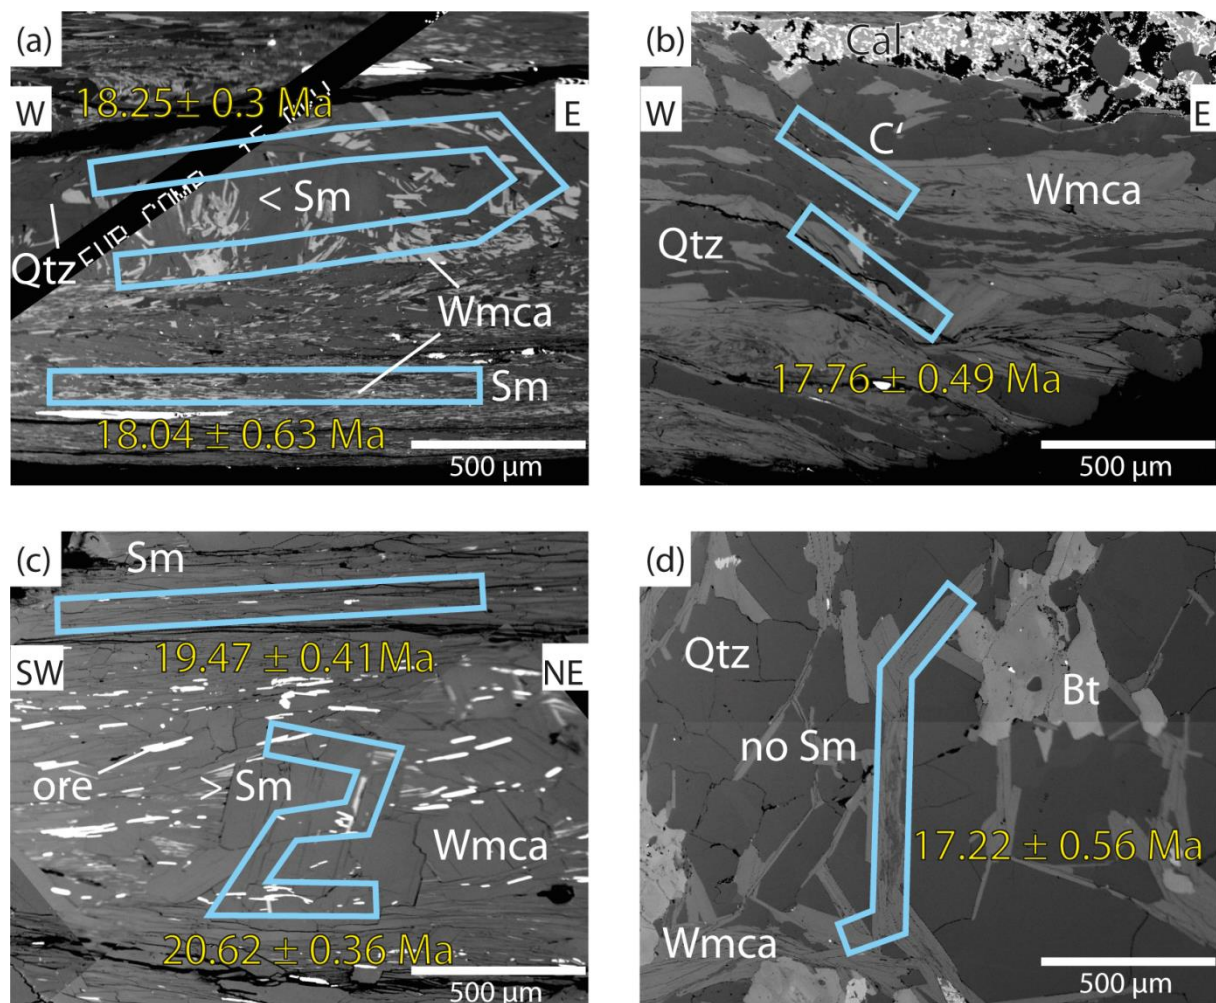 (a)
W
18.25± 0.3 Ma
E
< Sm
Qtz
Wmca
Sm
18.04 ± 0.63 Ma
500 µm
(b)
Cal
W
E
C‘
Wmca
Qtz
17.76 ± 0.49 Ma
500 µm
(c)
Sm
19.47 ± 0.41Ma
SW
NE
ore
> Sm
Wmca
20.62 ± 0.36 Ma
500 µm
(d)
Qtz
Bt
no Sm
17.22 ± 0.56 Ma
Wmca
500 µm